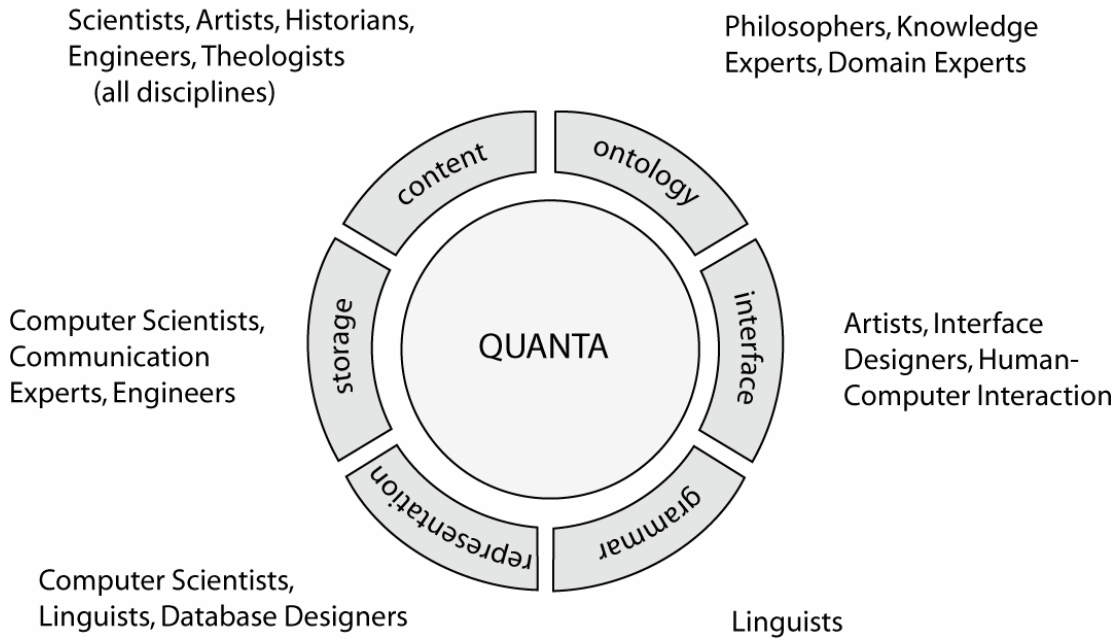 Scientists, Artists, Historians,
Engineers, Theologists
(all disciplines)
Philosophers, Knowledge
Experts, Domain Experts
content
ontology
storage
QUANTA
interface
Computer Scientists,
Communication
Experts, Engineers
Artists, Interface
Designers, Human-
Computer Interaction
representation
grammar
Computer Scientists,
Linguists, Database Designers
Linguists